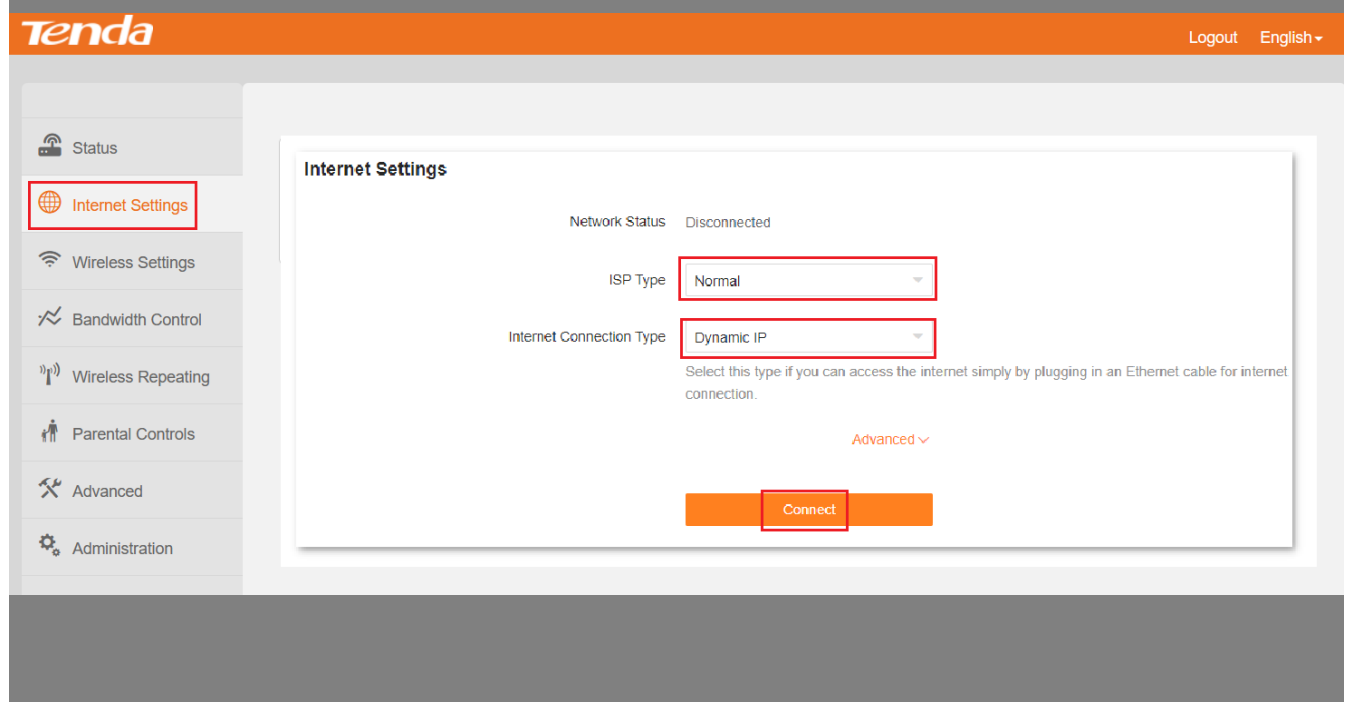 Tenda
Logout English
Status
Internet Settings
Wireless Settings
Bandwidth Control
Wireless Repeating
Parental Controls
Advanced
Administration
Internet Settings
Network Status Disconnected
ISP Type Normal
Internet Connection Type Dynamic IP
Select this type if you can access the internet simply by plugging in an Ethernet cable for internet
connection.
Advanced
Connect